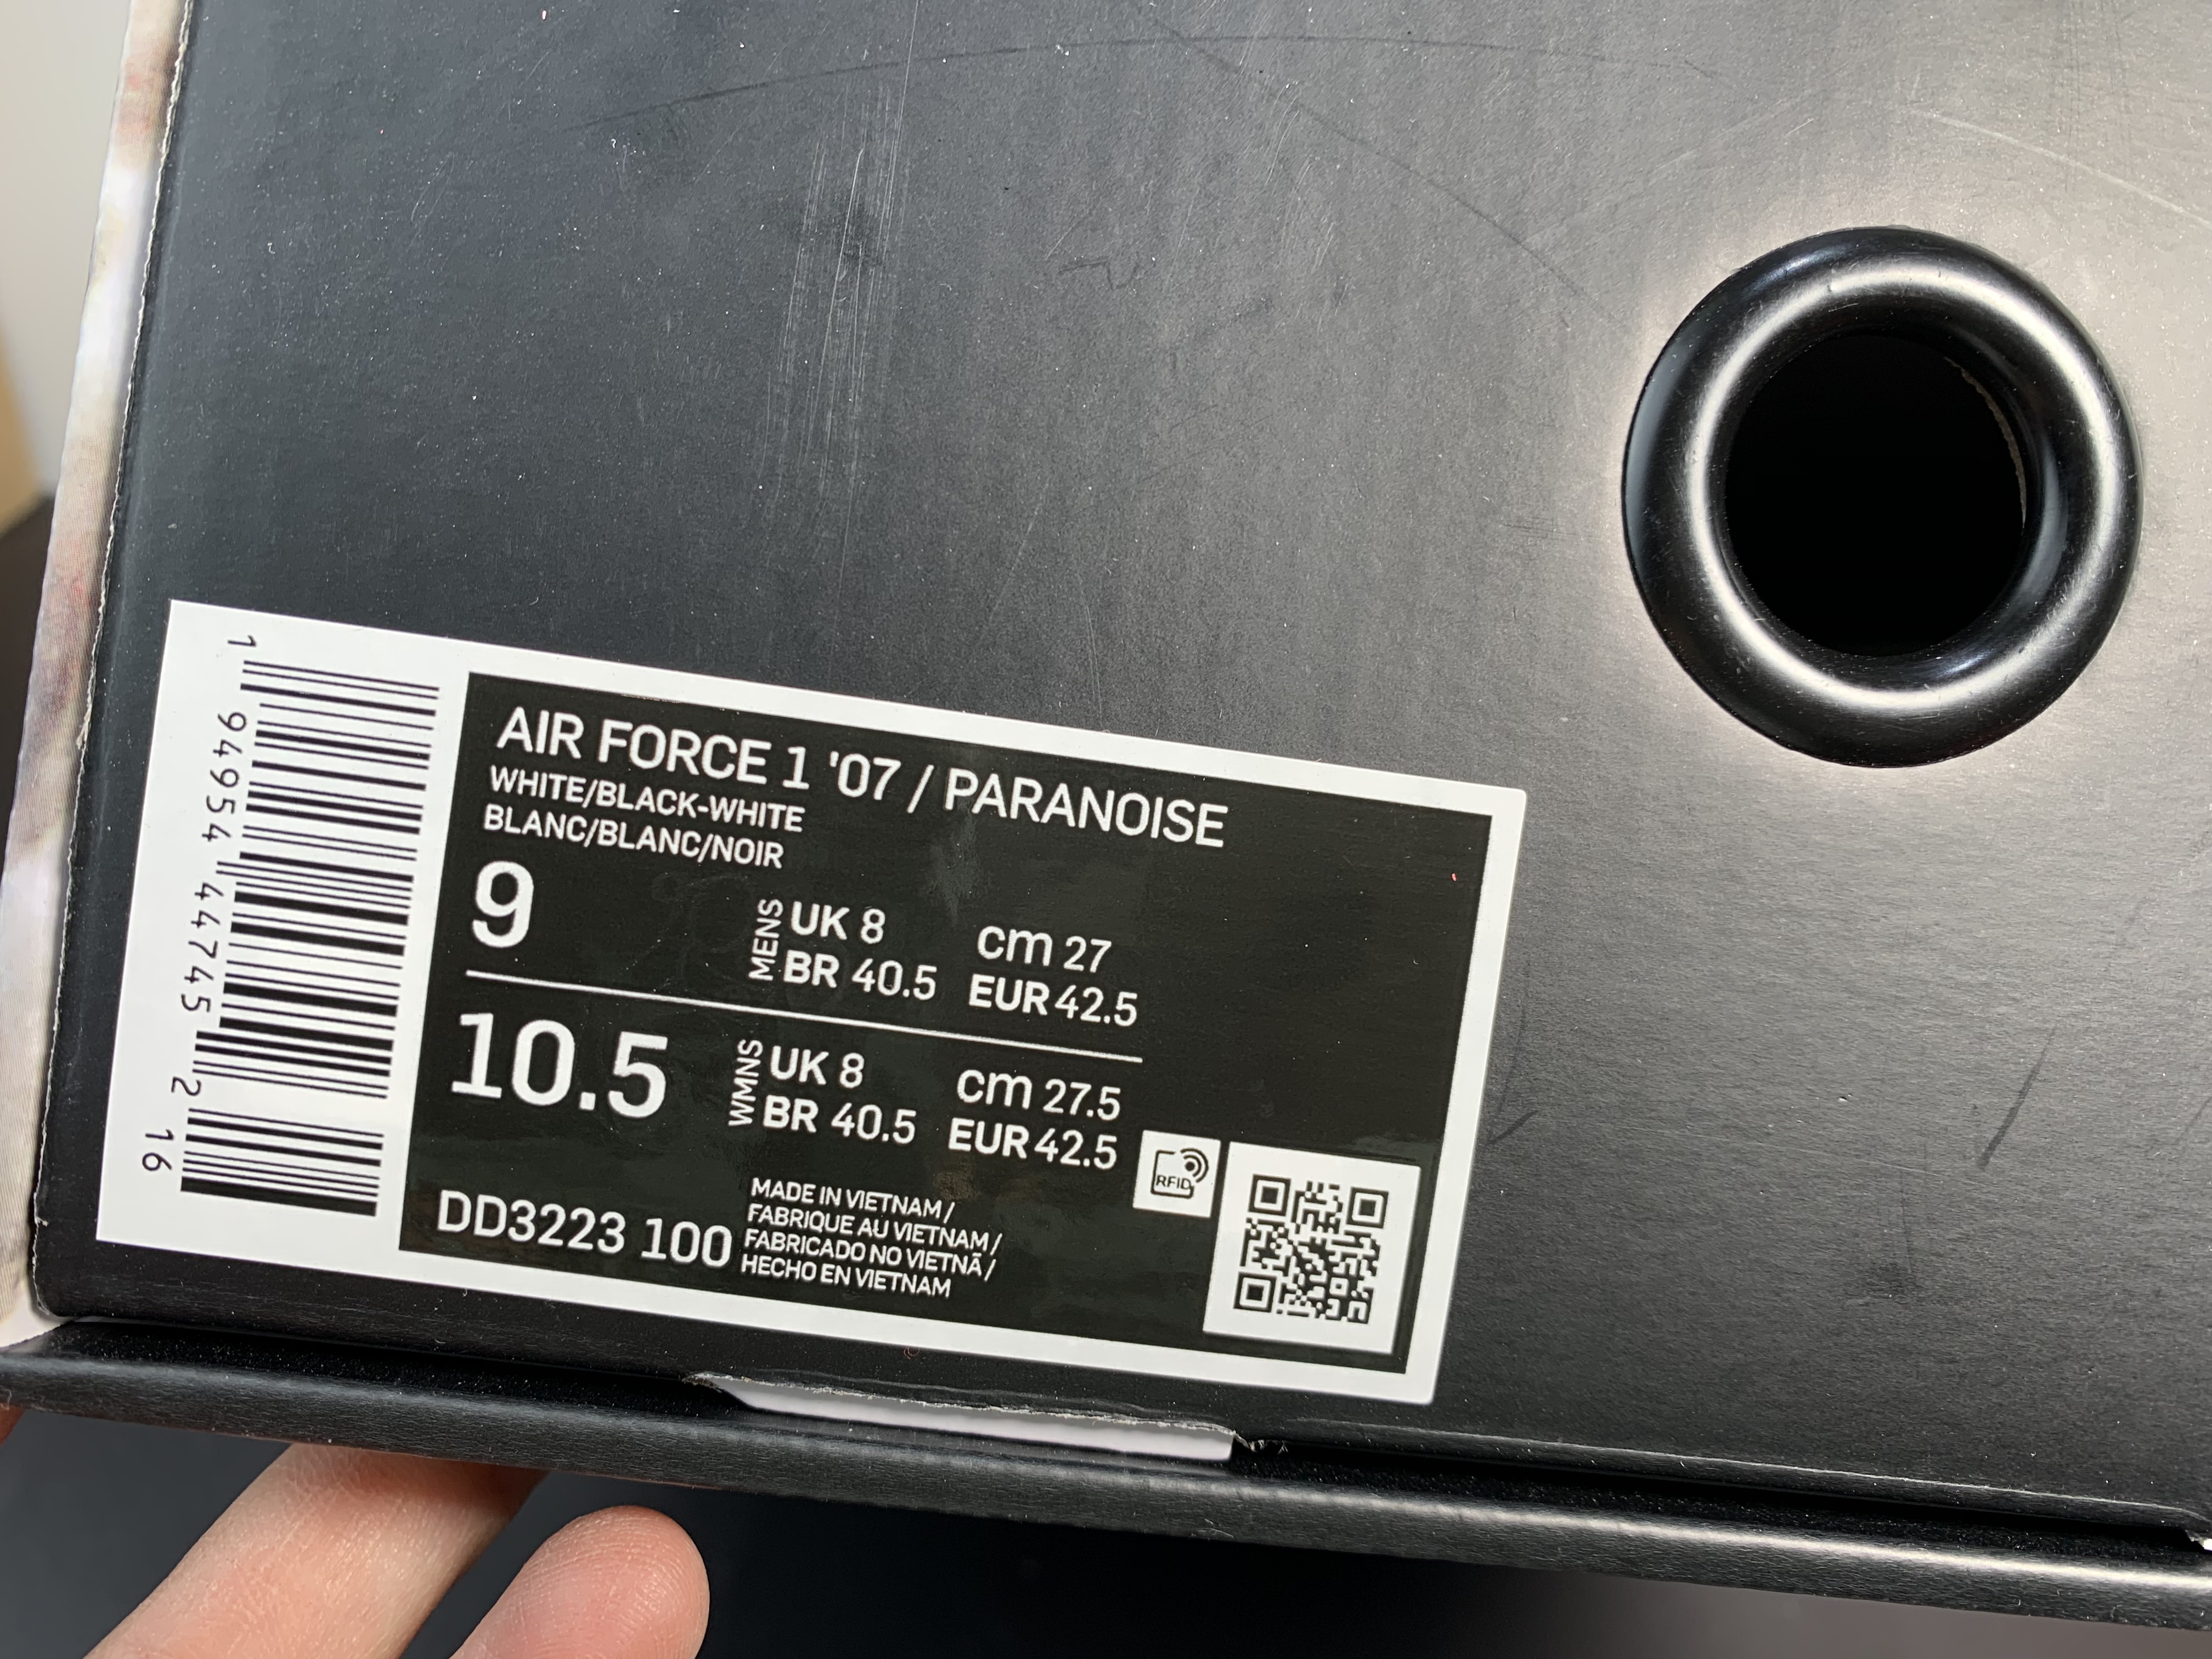 AIR FORCE 1 '07 / PARANOISE
WHITE/BLACK-WHITE
BLANC/BLANC/NOIR
9
MENS
UK 8
cm 27
BR 40.5
EUR 42.5
10.5
WMNS
UK 8
cm 27.5
BR 40.5
EUR 42.5
RFID
DD3223 100
MADE IN VIETNAM /
FABRIQUE AU VIETNAM /
FABRICADO NO VIETNÃ /
HECHO EN VIETNAM
1 94954 44745 2
16